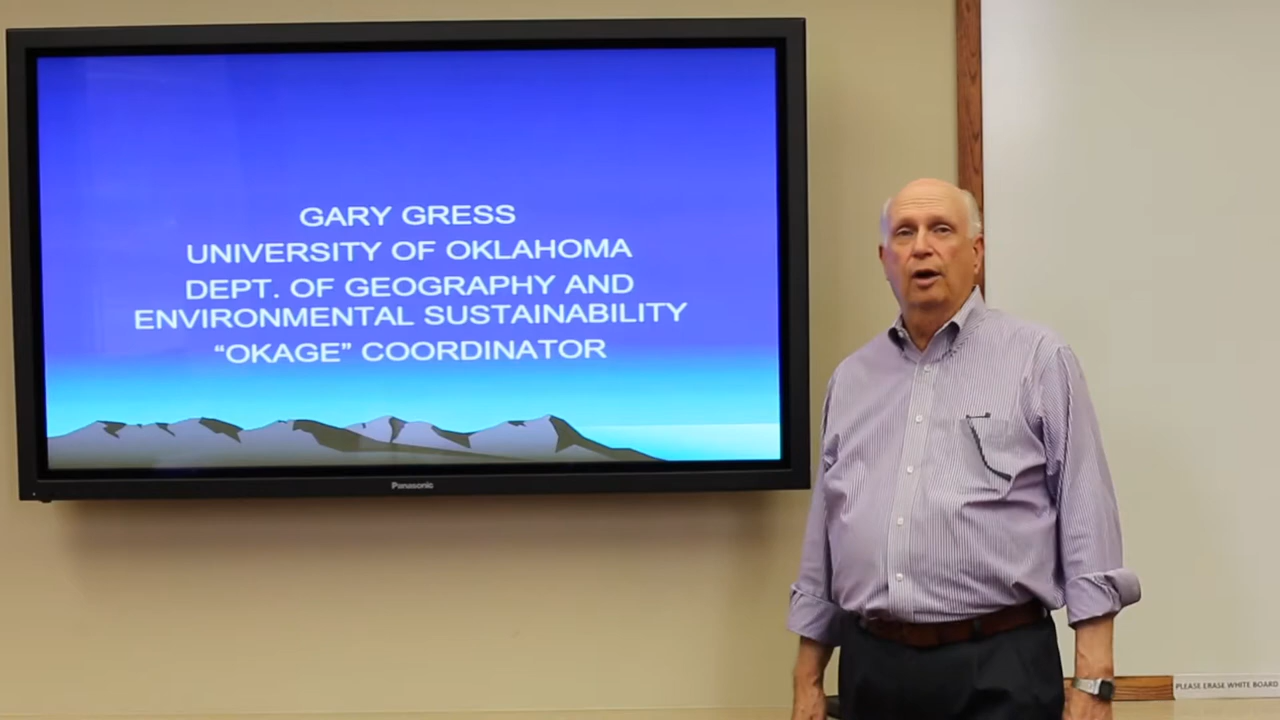 GARY GRESS
UNIVERSITY OF OKLAHOMA
DEPT. OF GEOGRAPHY AND
ENVIRONMENTAL SUSTAINABILITY
“OKAGE” COORDINATOR
Panasonic
PLEASE ERASE WHITE BOARD